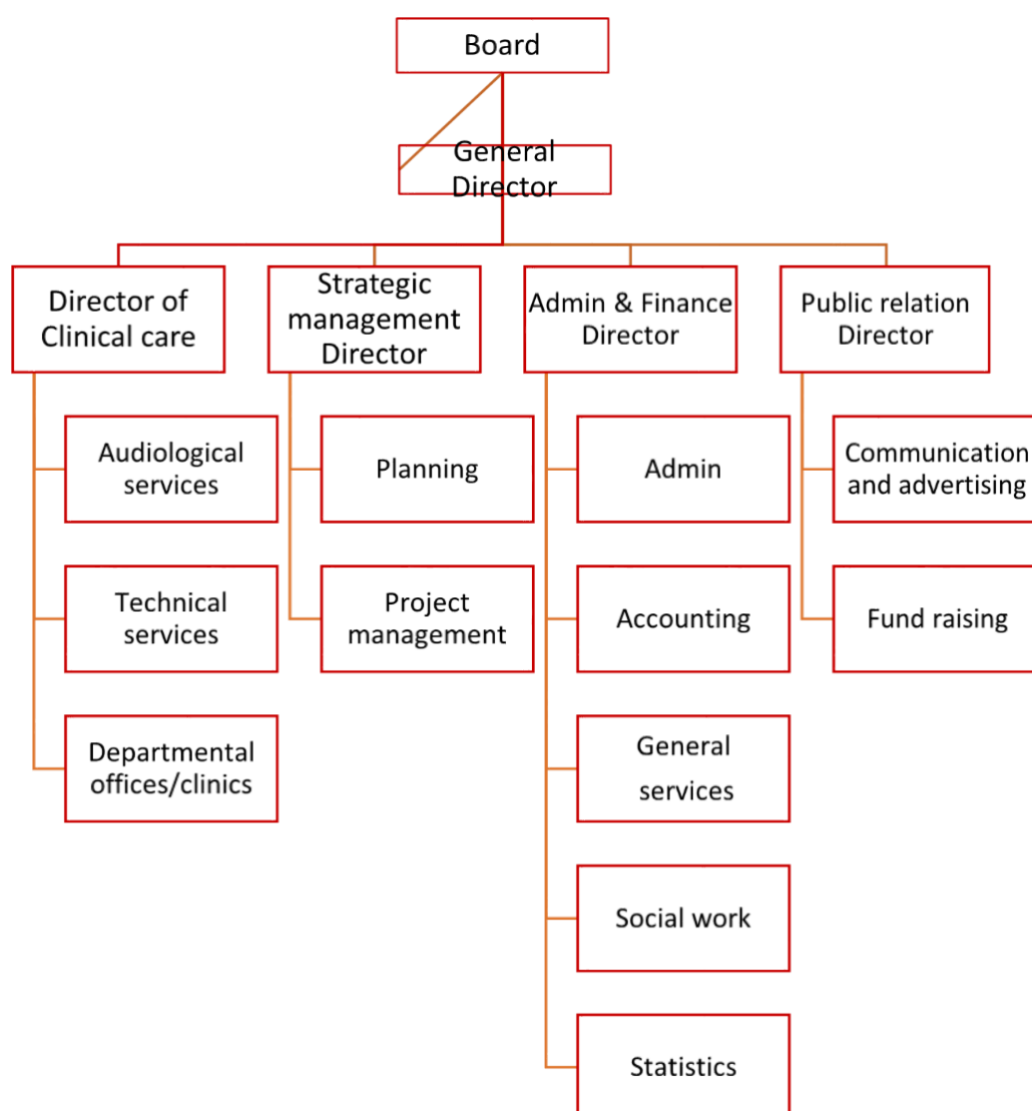 Board
General
Director
Director of
Clinical care
Strategic
management
Director
Admin & Finance
Director
Public relation
Director
Audiological
services
Planning
Admin
Communication
and advertising
Technical
services
Project
management
Accounting
Fund raising
Departmental
offices/clinics
General
services
Social work
Statistics